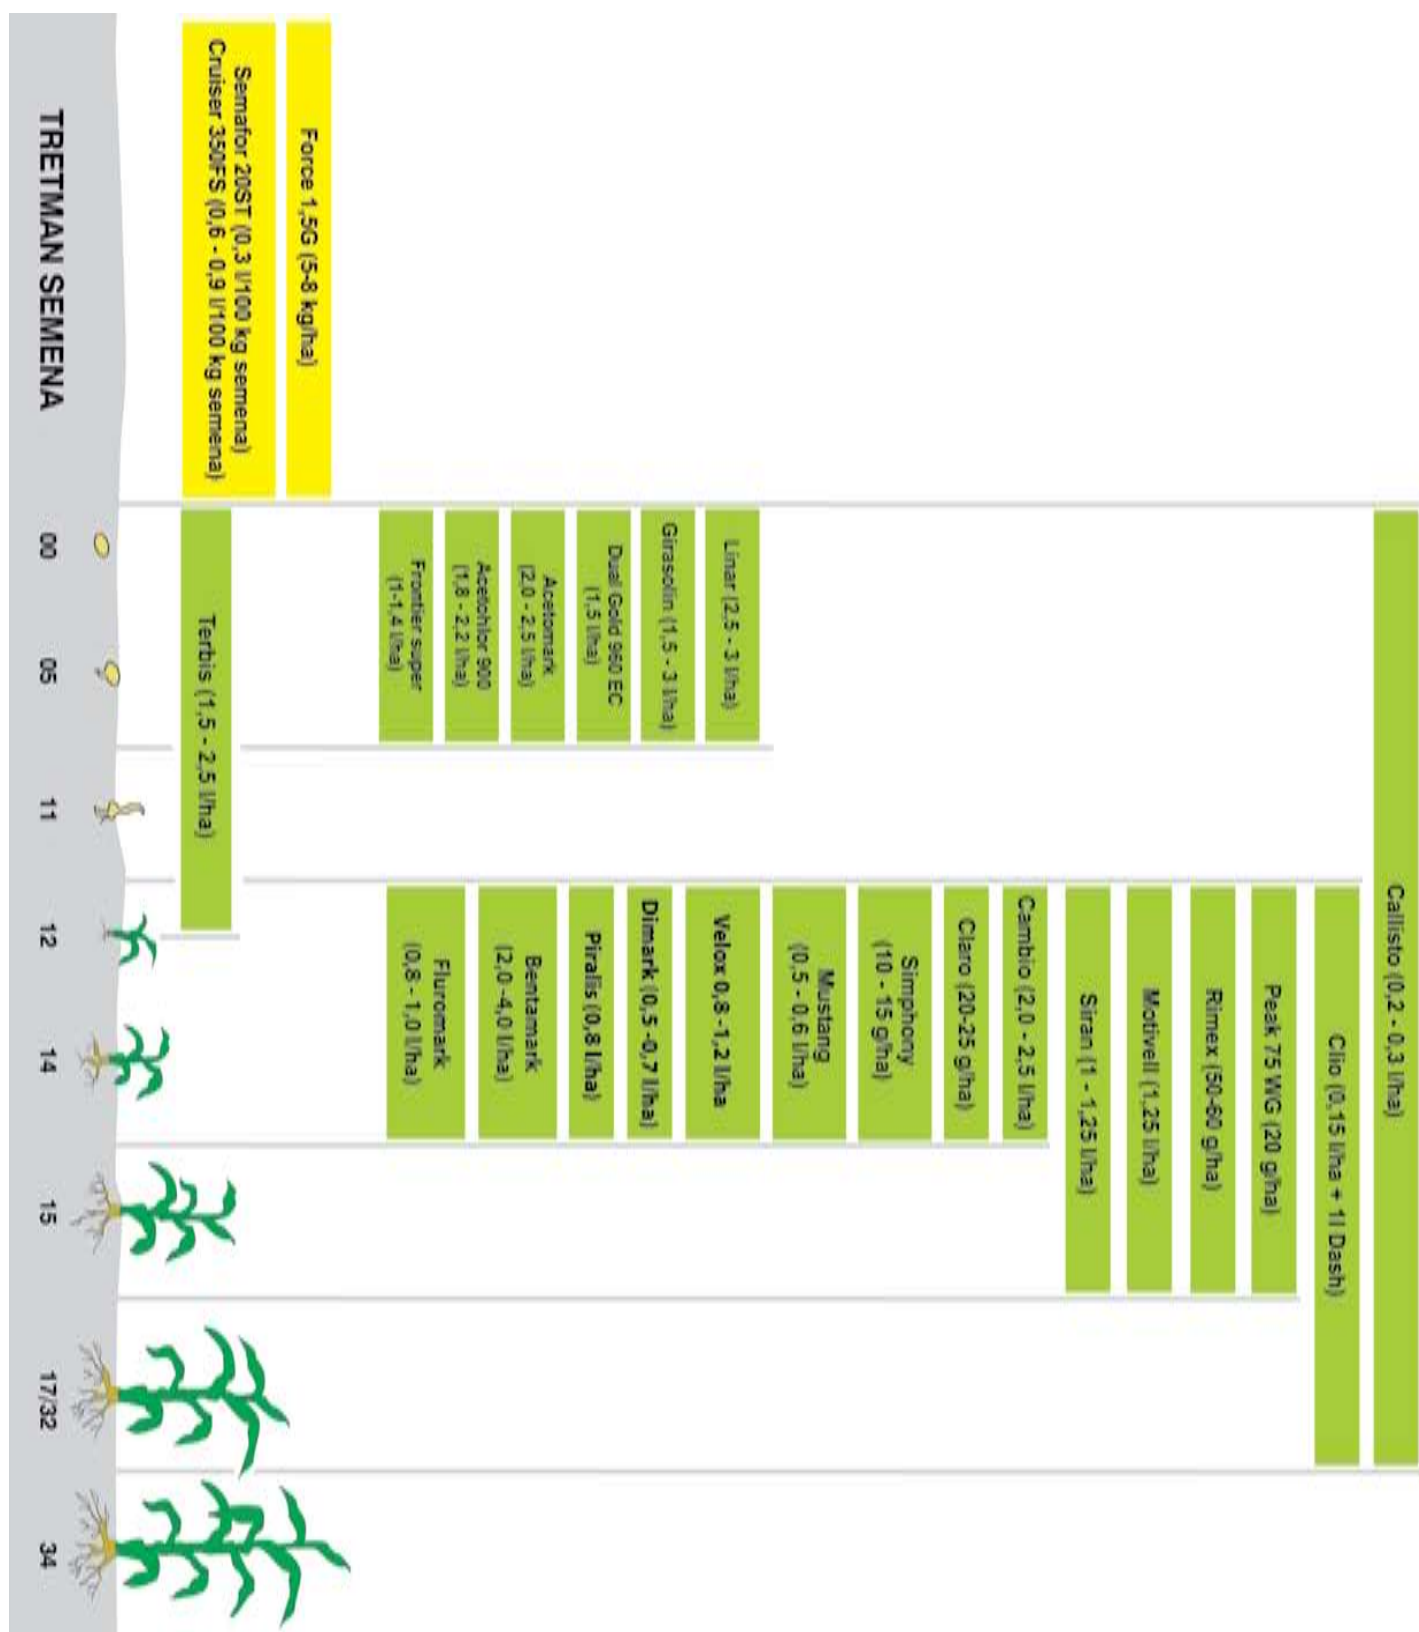 Callisto (0,2 - 0,3 l/ha)
Clio (0,15 l/ha + 1l Dash)
Peak 75 WG (20 g/ha)
Rimex (50-60 g/ha)
Motivell (1,25 l/ha)
Siran (1 - 1,25 l/ha)
Cambio (2,0 - 2,5 l/ha)
Claro (20-25 g/ha)
Simphony
(10 - 15 g/ha)
Mustang
(0,5 - 0,6 l/ha)
Linar (2,5 - 3 l/ha)
Velox 0,8 -1,2 l/ha
Girasolin (1,5 - 3 l/ha)
Dimark (0,5 -0,7 l/ha)
Dual Gold 960 EC
(1,5 l/ha)
Piralis (0,8 l/ha)
Acetomark
(2,0 - 2,5 l/ha)
Bentamark
(2,0 -4,0 l/ha)
Acetohlor 900
(1,8 - 2,2 l/ha)
Fluromark
(0,8 - 1,0 l/ha)
Frontier super
(1-1,4 l/ha)
Force 1,5G (5-8 kg/ha)
Semafor 20ST (0,3 l/100 kg semena)
Cruiser 350FS (0,6 - 0,9 l/100 kg semena)
Terbis (1,5 - 2,5 l/ha)
TRETMAN SEMENA 00 05 11 12 14 15 17/32 34